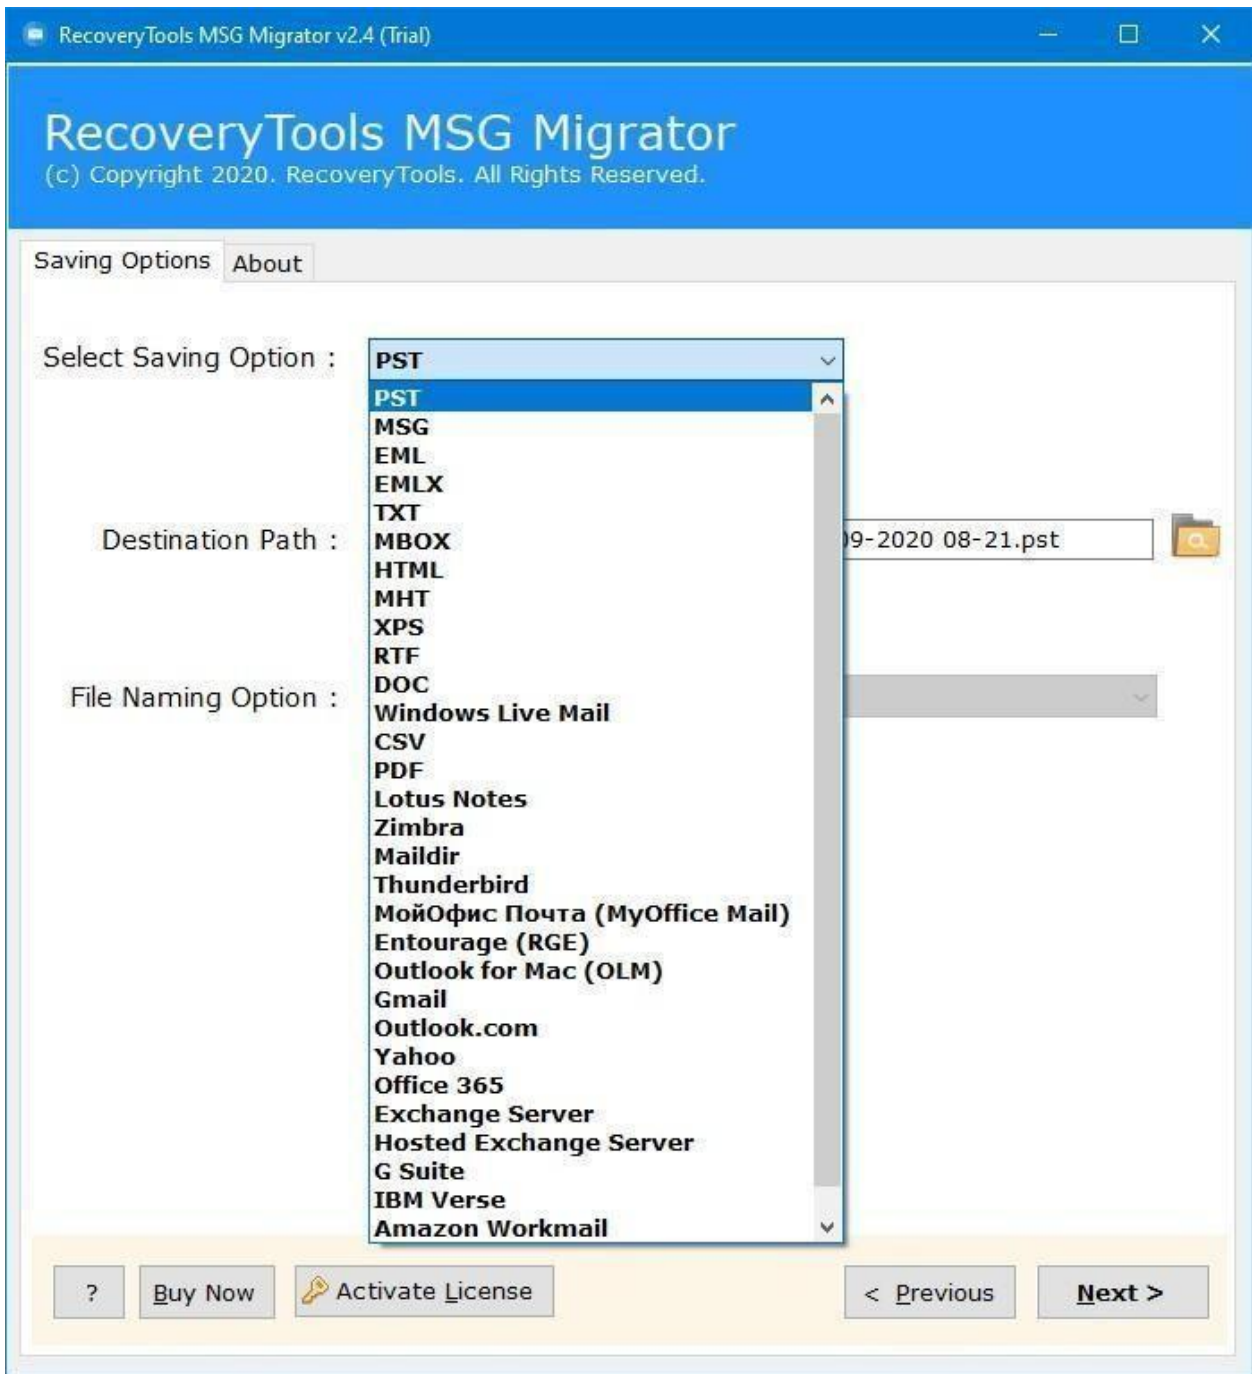 RecoveryTools MSG Migrator v2.4 (Trial)
RecoveryTools MSG Migrator
(c) Copyright 2020. RecoveryTools. All Rights Reserved.
Saving Options About
Select Saving Option : PST
PST
MSG
EML
EMLX
TXT
Destination Path : 09-2020 08-21.pst
MBOX
HTML
MHT
XPS
RTF
DOC
File Naming Option :
Windows Live Mail
CSV
PDF
Lotus Notes
Zimbra
Maildir
Thunderbird
МойОфис Почта (MyOffice Mail)
Entourage (RGE)
Outlook for Mac (OLM)
Gmail
Outlook.com
Yahoo
Office 365
Exchange Server
Hosted Exchange Server
G Suite
IBM Verse
Amazon Workmail
? Buy Now Activate License < Previous Next >